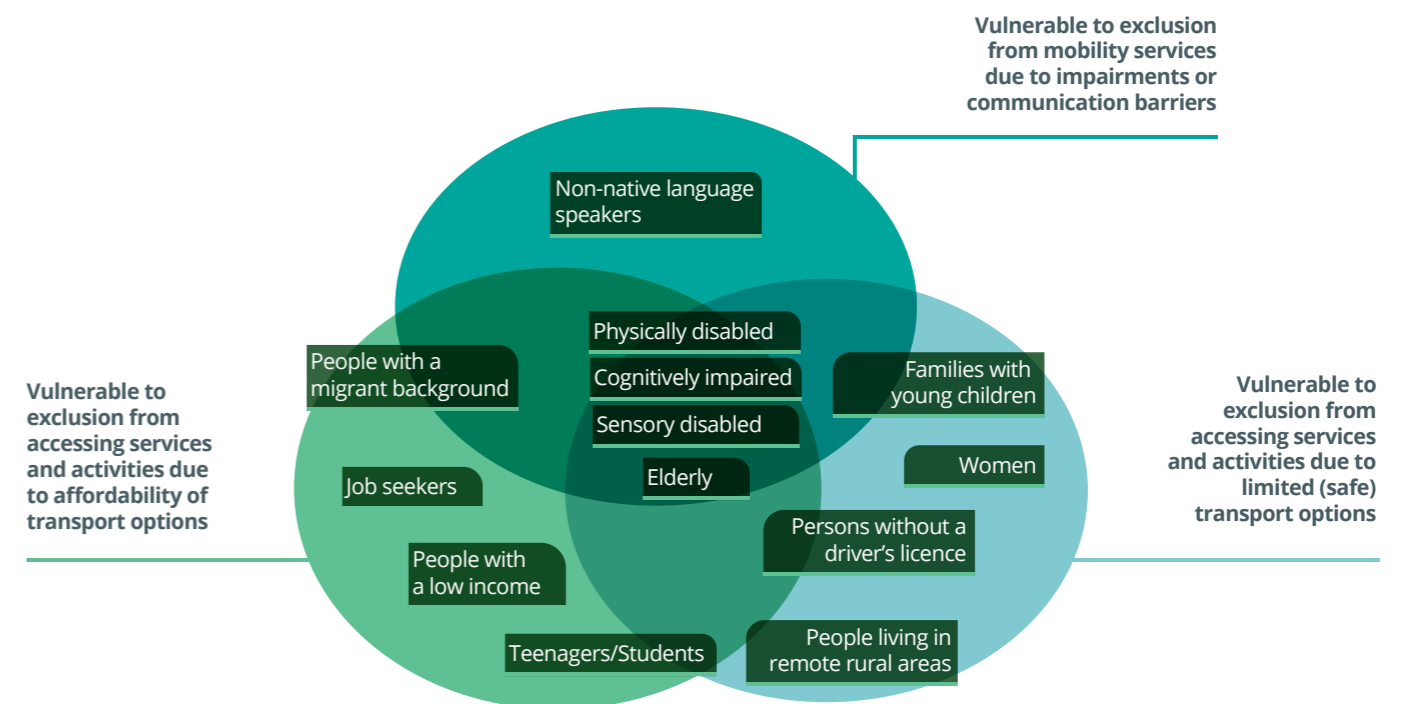 Vulnerable to exclusion
from mobility services
due to impairments or
communication barriers
Non-native language
speakers
Physically disabled
Cognitively impaired
Sensory disabled
Elderly
People with a
migrant background
Families with
young children
Vulnerable to
exclusion from
accessing services
and activities due
to affordability of
transport options
Job seekers
People with
a low income
Teenagers/Students
Women
Persons without a
driver’s licence
People living in
remote rural areas
Vulnerable to
exclusion from
accessing services
and activities due to
limited (safe)
transport options